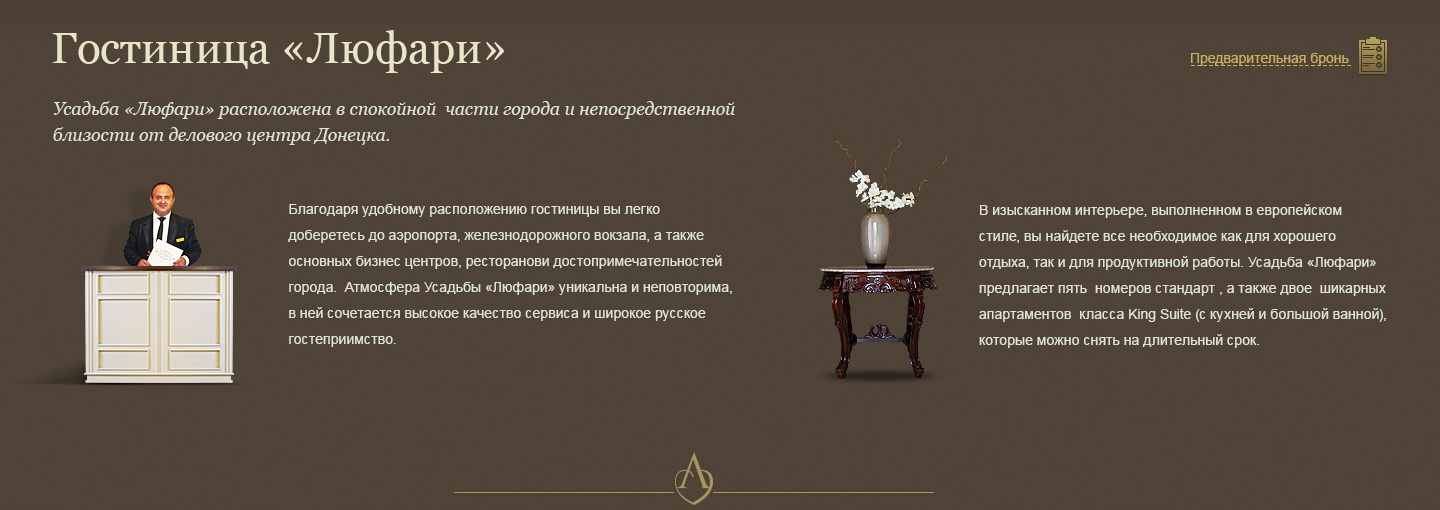 Гостиница «Люфари»
Предварительная бронь
Усадьба «Люфари» расположена в спокойной  части города и непосредственной
близости от делового центра Донецка.
Благодаря удобному расположению гостиницы вы легко
доберетесь до аэропорта, железнодорожного вокзала, а также
основных бизнес центров, ресторанови достопримечательностей
города.  Атмосфера Усадьбы «Люфари» уникальна и неповторима,
в ней сочетается высокое качество сервиса и широкое русское
гостеприимство.
В изысканном интерьере, выполненном в европейском
стиле, вы найдете все необходимое как для хорошего
отдыха, так и для продуктивной работы. Усадьба «Люфари»
предлагает пять  номеров стандарт , а также двое  шикарных
апартаментов  класса King Suite (с кухней и большой ванной),
которые можно снять на длительный срок.